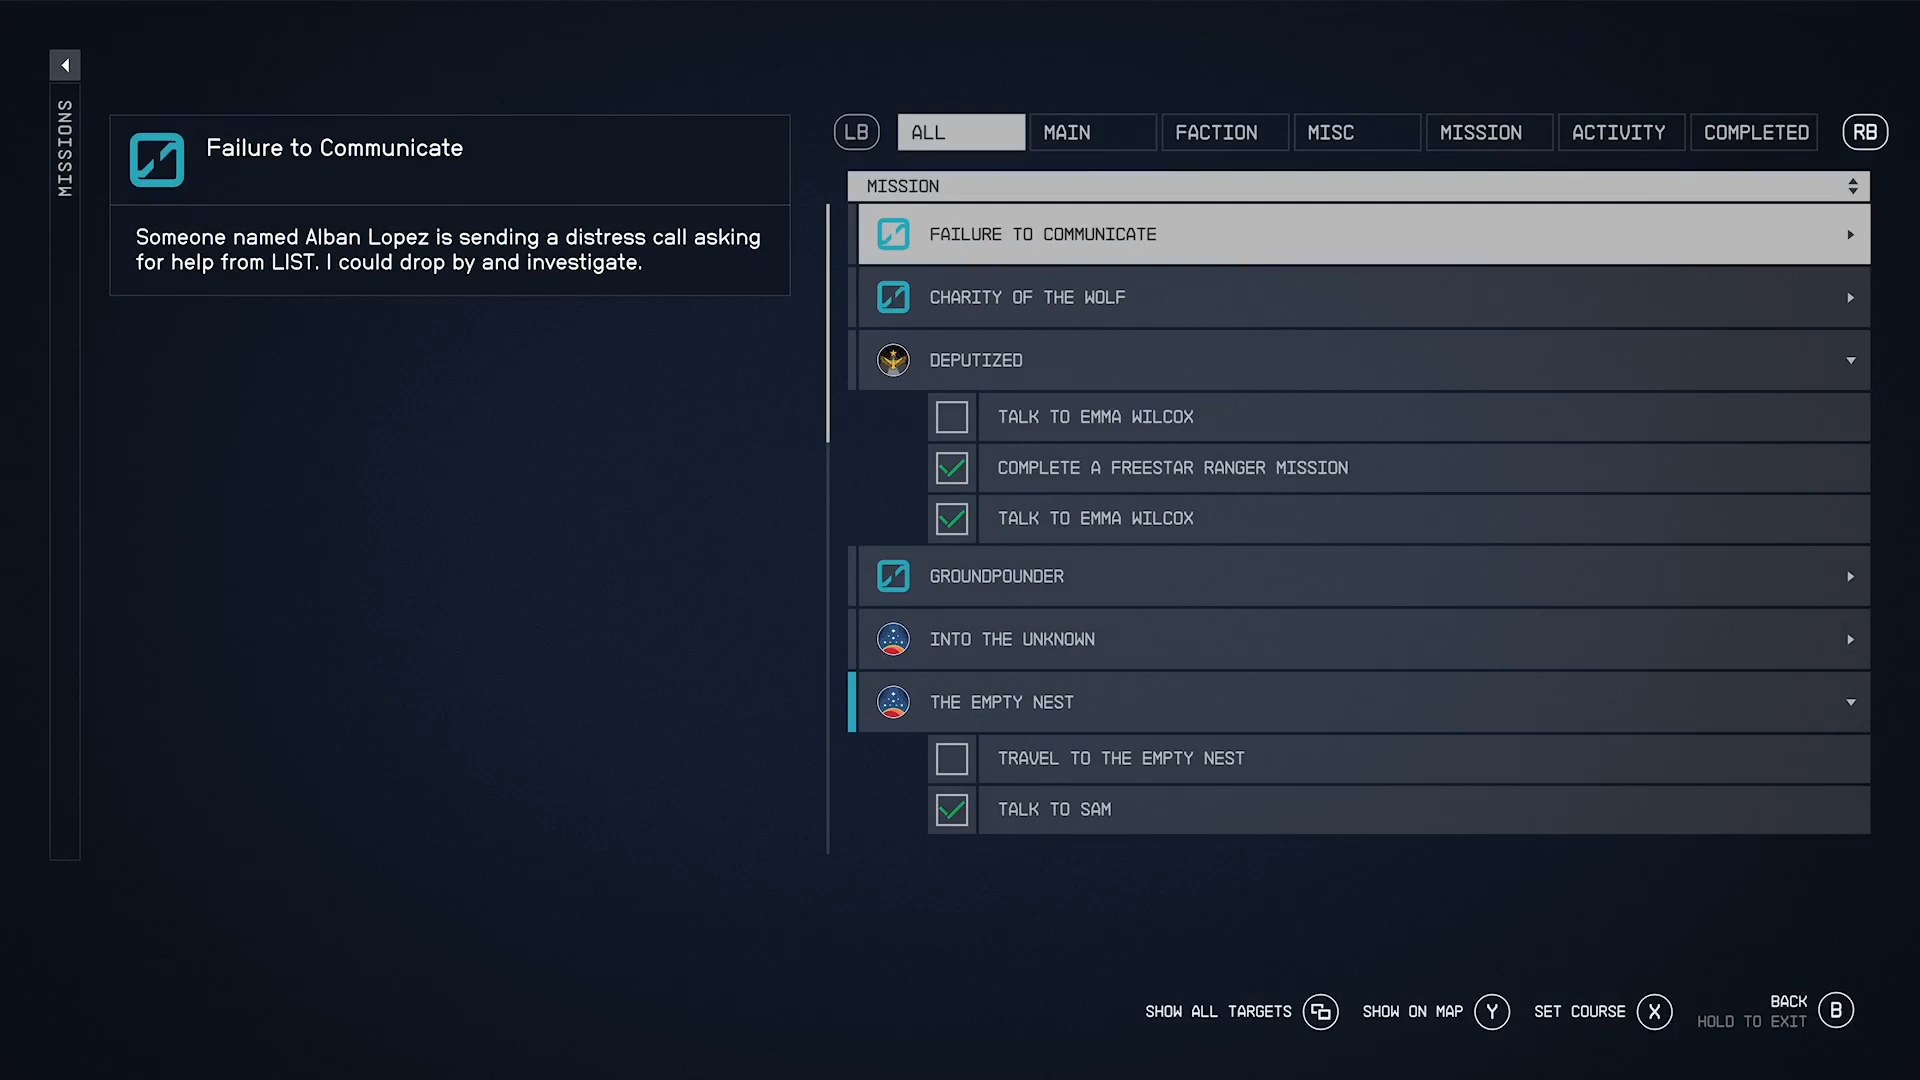 MISSIONS
Failure to Communicate
Someone named Alban Lopez is sending a distress call asking
for help from LIST. I could drop by and investigate.
LB ALL MAIN FACTION MISC MISSION ACTIVITY COMPLETED RB
MISSION
FAILURE TO COMMUNICATE
CHARITY OF THE WOLF
DEPUTIZED
TALK TO EMMA WILCOX
COMPLETE A FREESTAR RANGER MISSION
TALK TO EMMA WILCOX
GROUNDPOUNDER
INTO THE UNKNOWN
THE EMPTY NEST
TRAVEL TO THE EMPTY NEST
TALK TO SAM
SHOW ALL TARGETS SHOW ON MAP Y SET COURSE X BACK B
HOLD TO EXIT